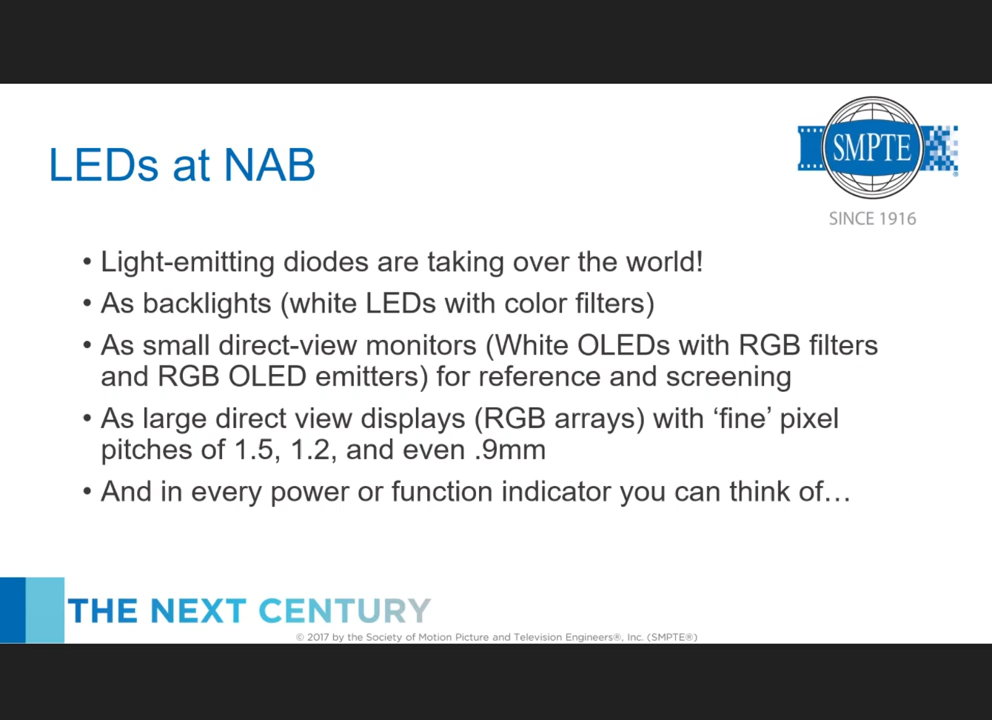 SMPTE
SINCE 1916
LEDs at NAB
• Light-emitting diodes are taking over the world!
• As backlights (white LEDs with color filters)
• As small direct-view monitors (White OLEDs with RGB filters
and RGB OLED emitters) for reference and screening
• As large direct view displays (RGB arrays) with ‘fine’ pixel
pitches of 1.5, 1.2, and even .9mm
• And in every power or function indicator you can think of…
THE NEXT CENTURY
© 2017 by the Society of Motion Picture and Television Engineers®, Inc. (SMPTE®)